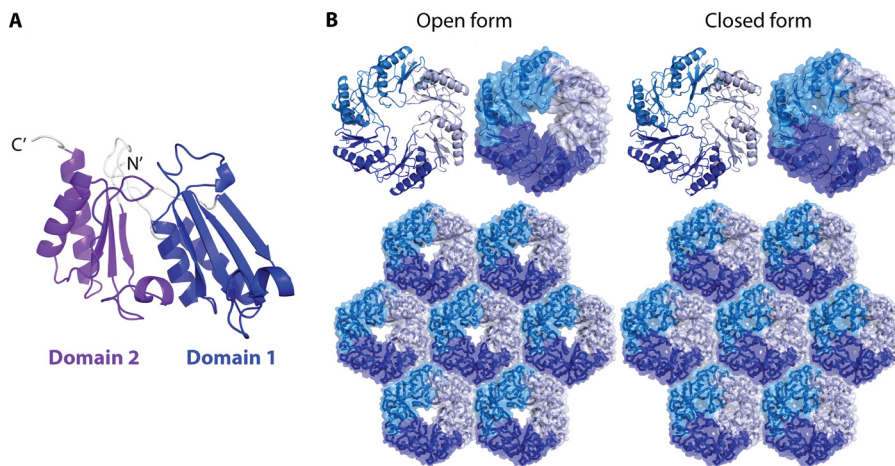 A
C′
N′
Domain 2
Domain 1
B
Open form
Closed form